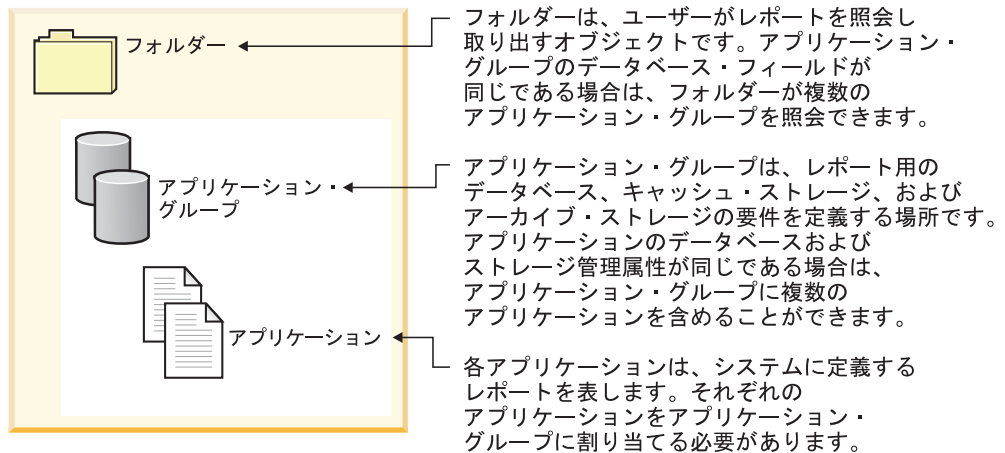 フォルダー
フォルダーは、ユーザーがレポートを照会し
取り出すオブジェクトです。アプリケーション・
グループのデータベース・フィールドが
同じである場合は、フォルダーが複数の
アプリケーション・グループを照会できます。
アプリケーション・
グループ
アプリケーション・グループは、レポート用の
データベース、キャッシュ・ストレージ、および
アーカイブ・ストレージの要件を定義する場所です。
アプリケーションのデータベースおよび
ストレージ管理属性が同じである場合は、
アプリケーション・グループに複数の
アプリケーションを含めることができます。
アプリケーション
各アプリケーションは、システムに定義する
レポートを表します。それぞれの
アプリケーションをアプリケーション・
グループに割り当てる必要があります。